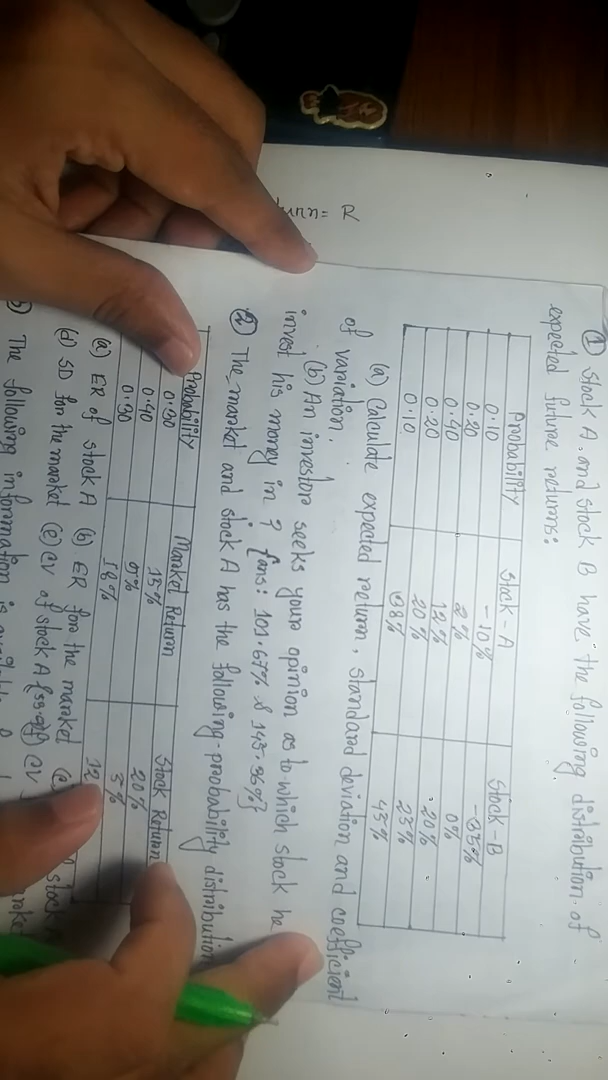 = R
① Stock A and stock B have the following distribution of
expected future returns:
Probability Stock-A Stock-B
0.10 -10% -35%
0.20 2% 0%
0.40 12% 20%
0.20 20% 25%
0.10 38% 45%
(a) Calculate expected return, standard deviation and coefficient
of variation.
(b) An investor seeks your opinion as to which stock he
invest his money in ? {ans: 101.67% & 143.36%}
② The market and stock A has the following probability distribution
Probability Market Return Stock Return
0.30 15% 20%
0.40 9% 5%
0.30 18% 12
(a) ER of stock A (b) ER for the market
(d) SD for the market (e) CV of stock A
The following information is available